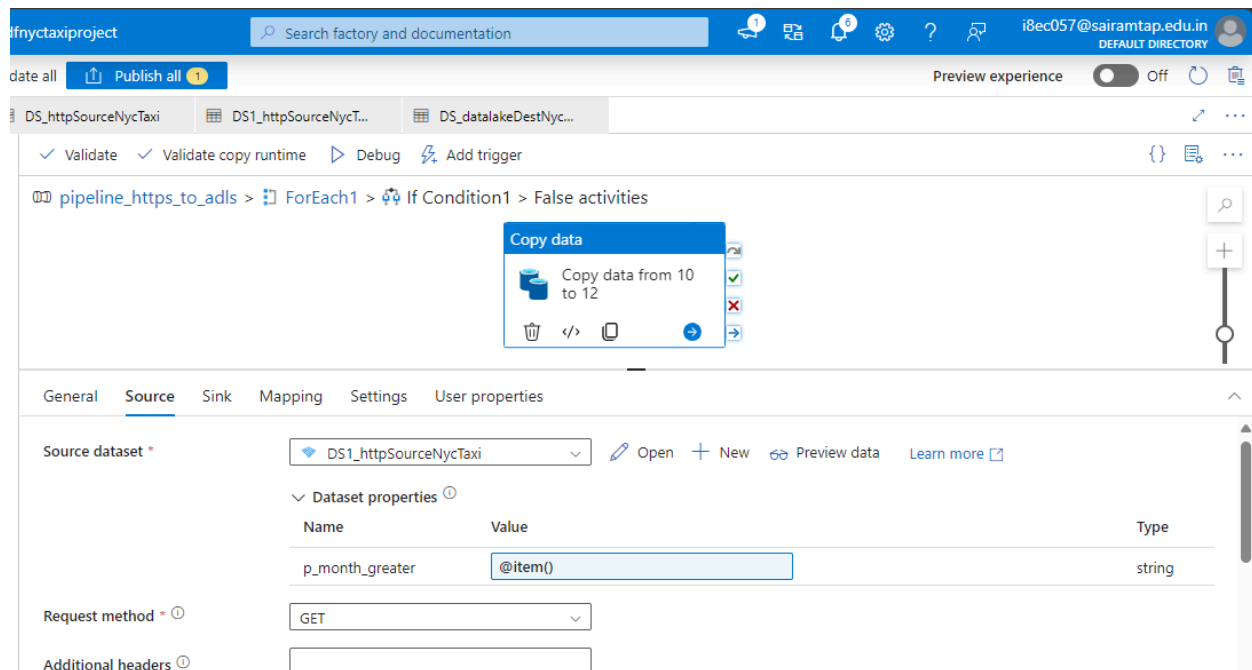 dfnyctaxiproject
Search factory and documentation
1
6
i8ec057@sairamtap.edu.in
DEFAULT DIRECTORY
date all
Publish all 1
Preview experience
Off
DS_httpSourceNycTaxi
DS1_httpSourceNycT...
DS_datalakeDestNyc...
Validate
Validate copy runtime
Debug
Add trigger
pipeline_https_to_adls > ForEach1 > If Condition1 > False activities
Copy data
Copy data from 10
to 12
General Source Sink Mapping Settings User properties
Source dataset *
DS1_httpSourceNycTaxi
Open
New
Preview data
Learn more
Dataset properties
Name Value Type
p_month_greater @item() string
Request method *
GET
Additional headers